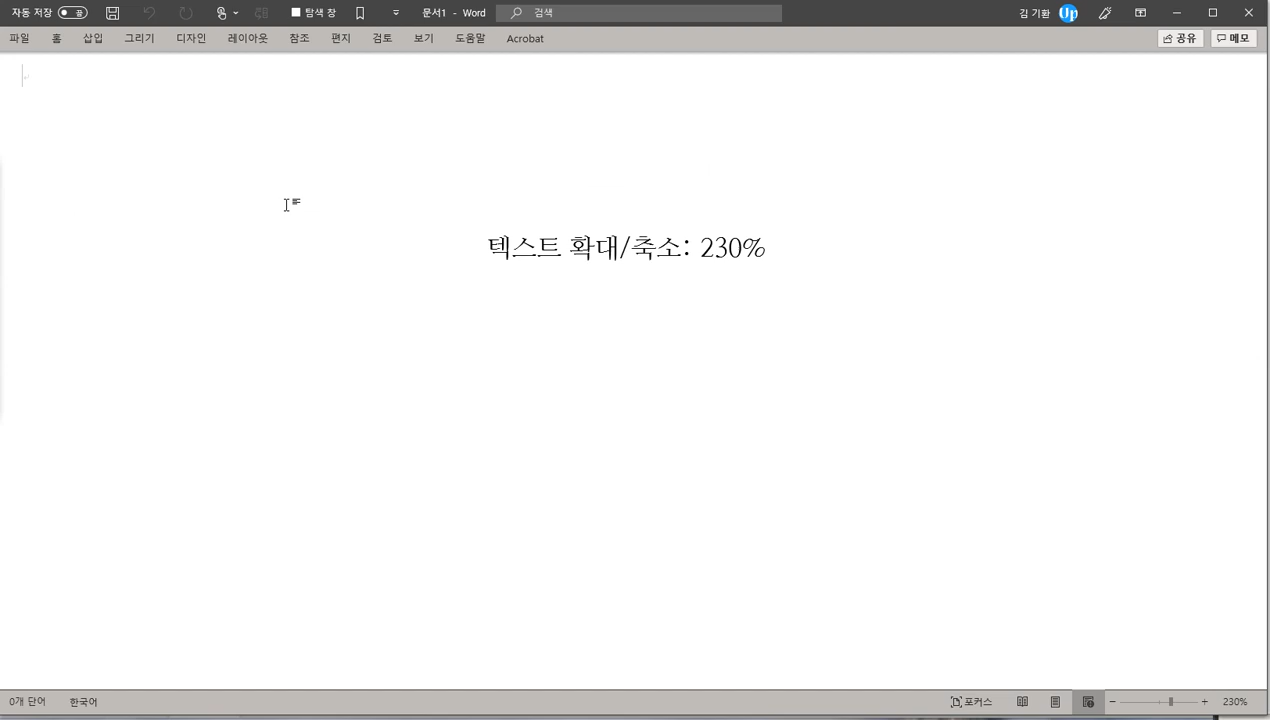 자동 저장 끔 탐색 창 문서1 - Word 검색 김 기환 Up
파일 홈 삽입 그리기 디자인 레이아웃 참조 편지 검토 보기 도움말 Acrobat 공유 메모
텍스트 확대/축소: 230%
0개 단어 한국어 포커스 - + 230%